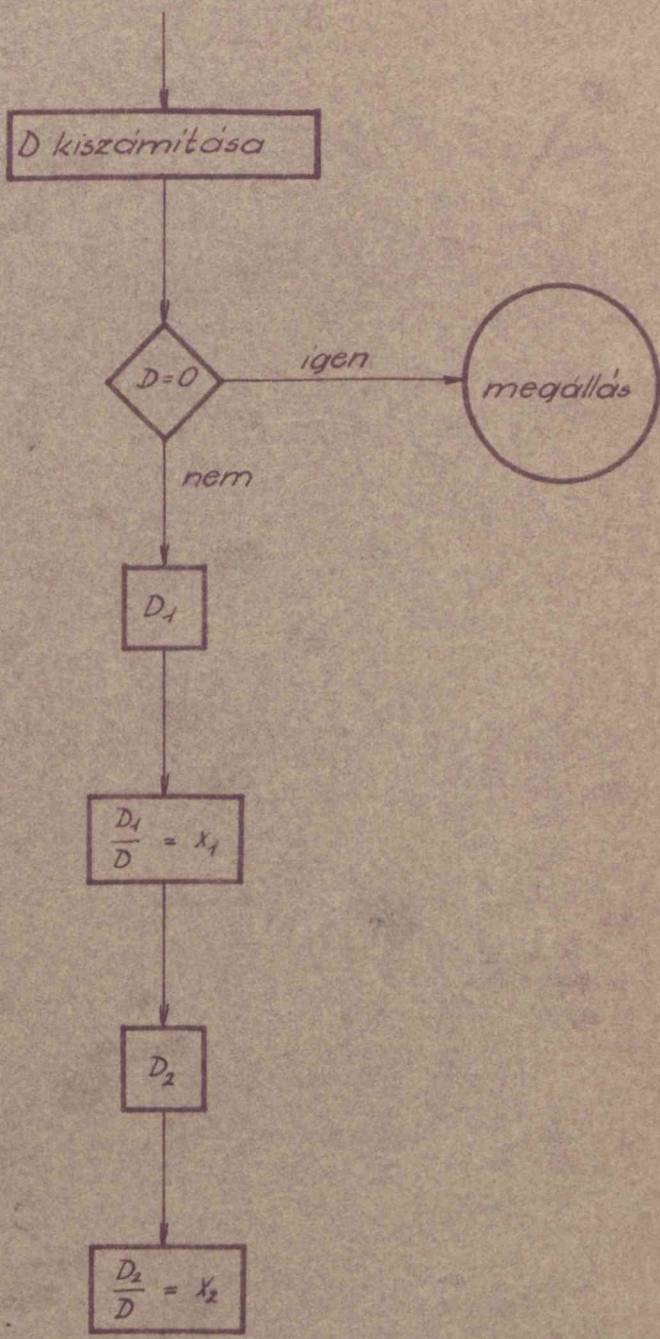 D kiszámítása
D=0
igen
megállás
nem
D₁
D₁/D = x₁
D₂
D₂/D = x₂